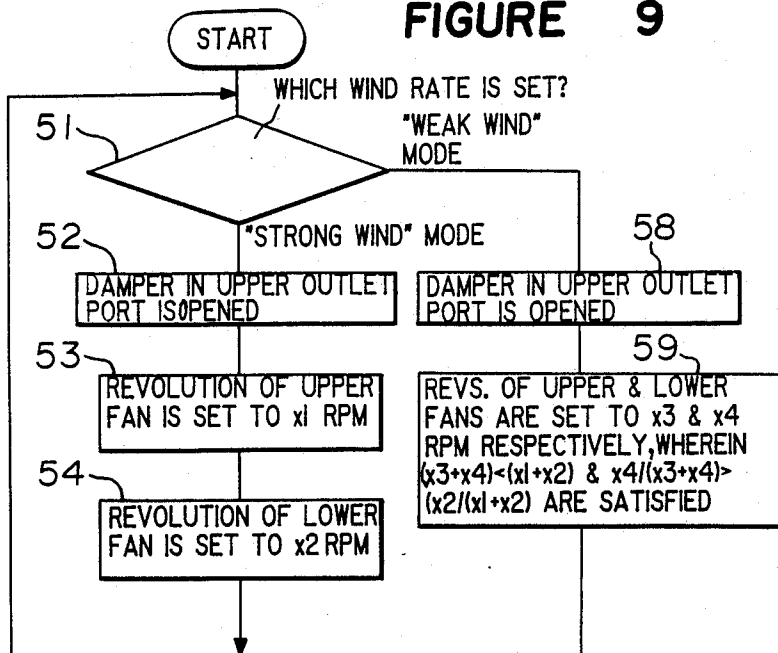 FIGURE 9
START
WHICH WIND RATE IS SET?
51
"WEAK WIND"
MODE
"STRONG WIND" MODE
52
DAMPER IN UPPER OUTLET
PORT IS OPENED
58
DAMPER IN UPPER OUTLET
PORT IS OPENED
53
REVOLUTION OF UPPER
FAN IS SET TO x1 RPM
59
REVS. OF UPPER & LOWER
FANS ARE SET TO x3 & x4
RPM RESPECTIVELY, WHEREIN
(x3+x4)<(x1+x2) & x4/(x3+x4)>
(x2/(x1+x2) ARE SATISFIED
54
REVOLUTION OF LOWER
FAN IS SET TO x2 RPM